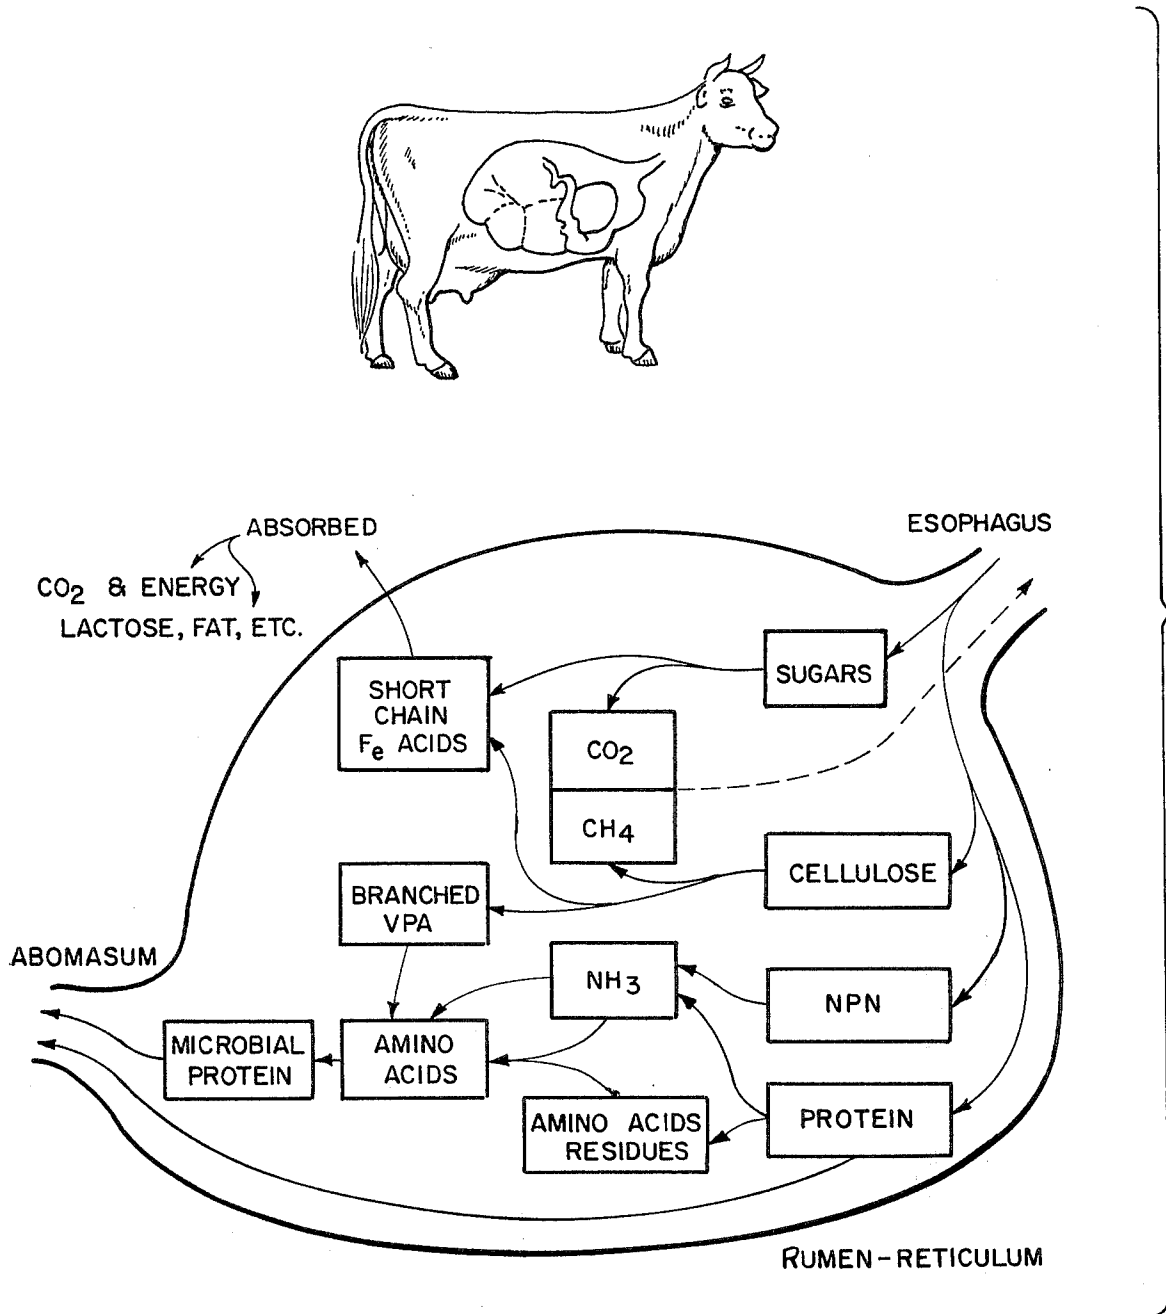 ESOPHAGUS
ABSORBED
CO2 & ENERGY
LACTOSE, FAT, ETC.
SUGARS
SHORT
CHAIN
Fe ACIDS
CO2
CH4
CELLULOSE
BRANCHED
VPA
ABOMASUM
NH3
NPN
MICROBIAL
PROTEIN
AMINO
ACIDS
AMINO ACIDS
RESIDUES
PROTEIN
RUMEN-RETICULUM